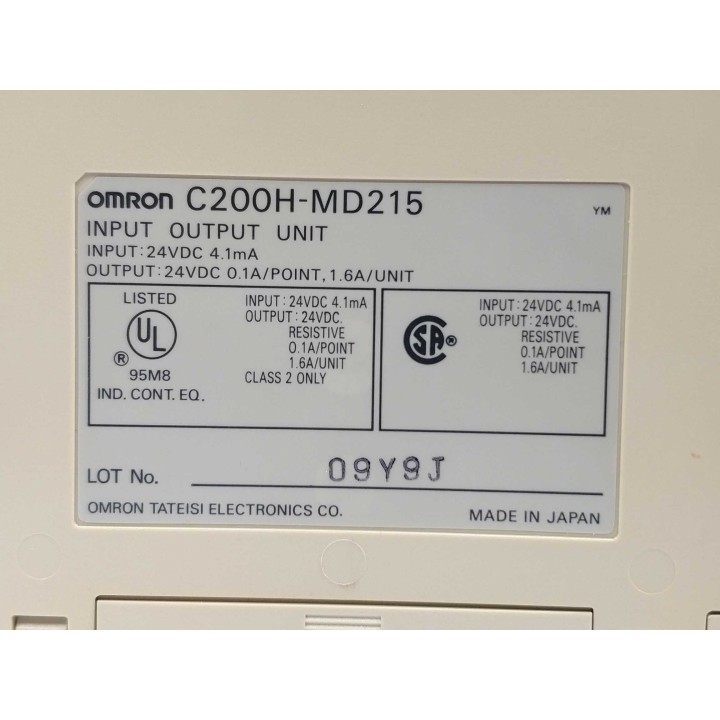 omron C200H-MD215
YM
INPUT OUTPUT UNIT
INPUT:24VDC 4.1mA
OUTPUT:24VDC 0.1A/POINT, 1.6A/UNIT
LISTED
UL
®
95M8
IND. CONT. EQ.
INPUT:24VDC 4.1mA
OUTPUT:24VDC.
RESISTIVE
0.1A/POINT
1.6A/UNIT
CLASS 2 ONLY
CSA®
INPUT:24VDC 4.1mA
OUTPUT:24VDC.
RESISTIVE
0.1A/POINT
1.6A/UNIT
LOT No. 09Y9J
OMRON TATEISI ELECTRONICS CO.
MADE IN JAPAN